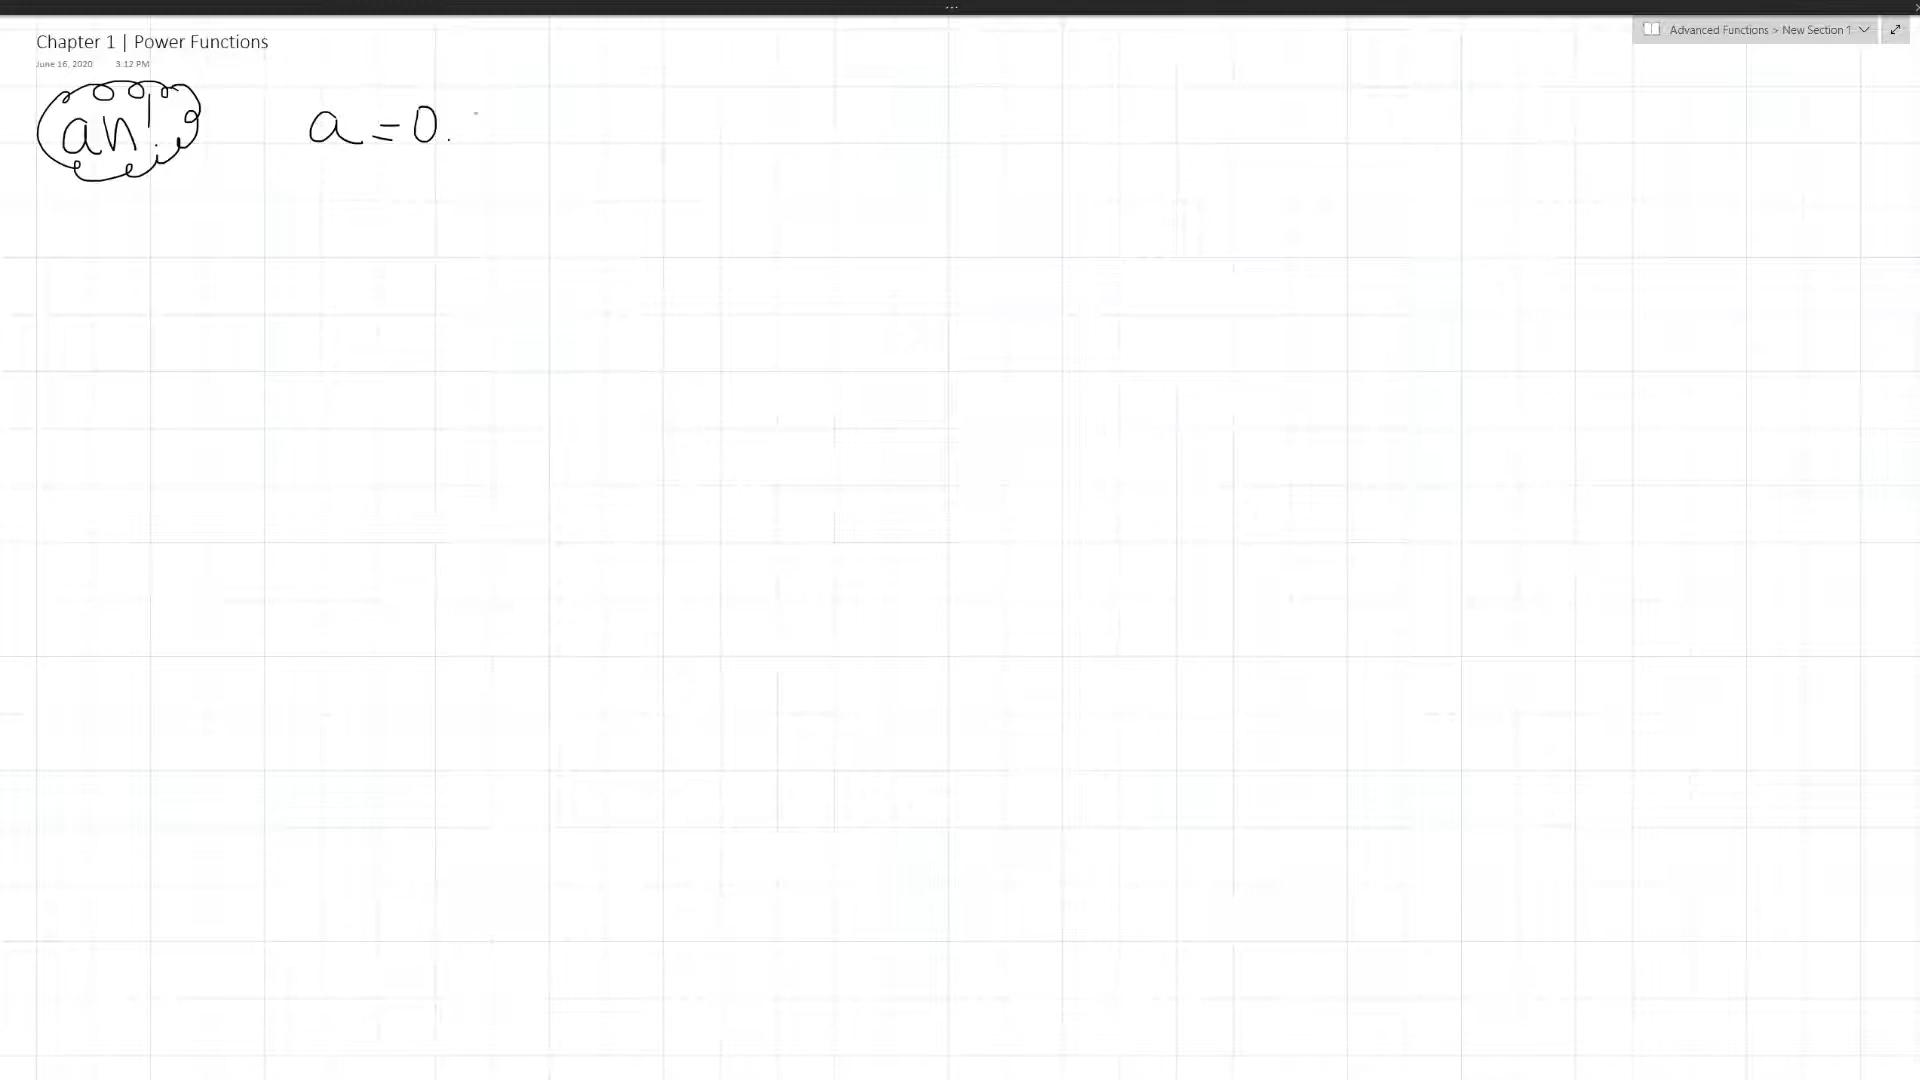 Chapter 1 | Power Functions
Advanced Functions > New Section 1
June 16, 2020 3:12 PM
an!
a = 0.